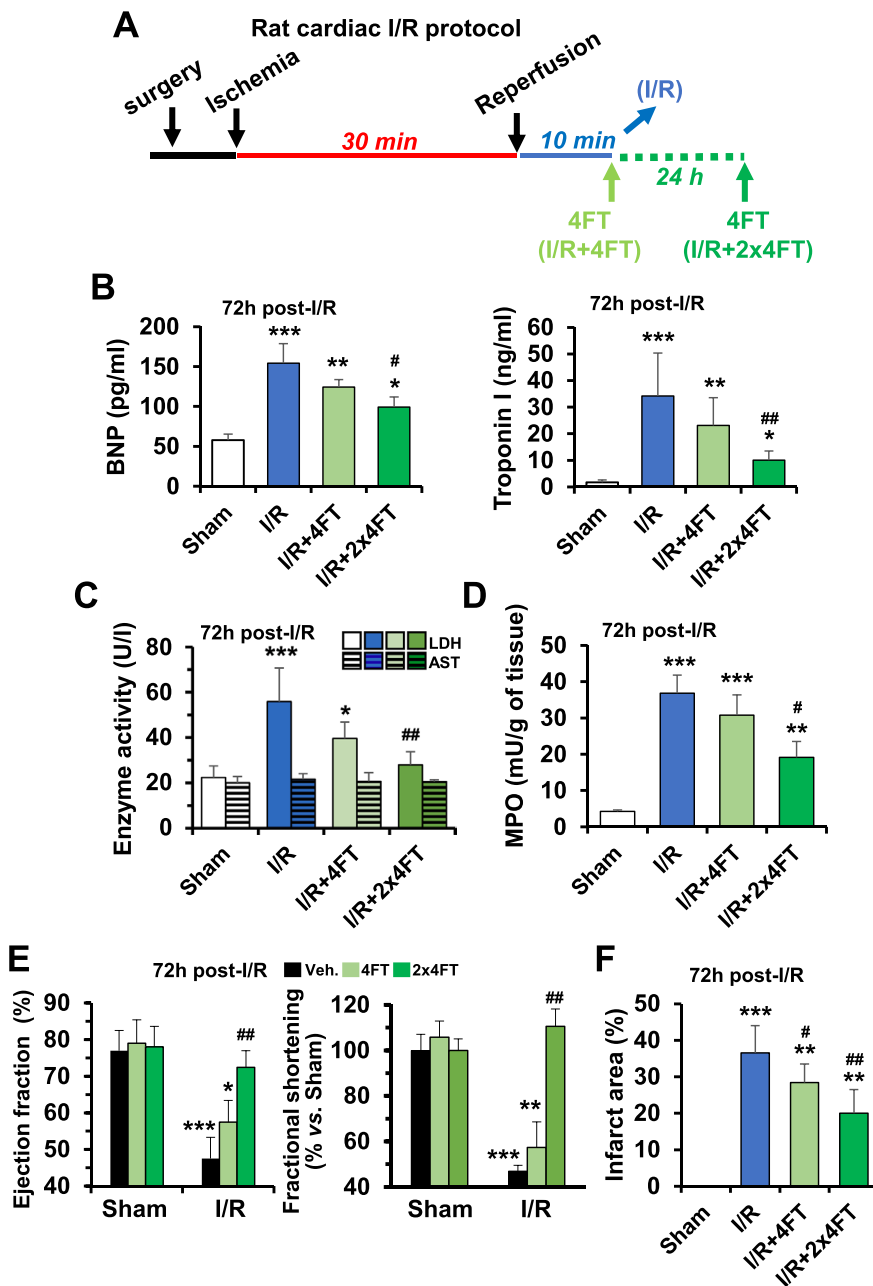 A
Rat cardiac I/R protocol
surgery
Ischemia
Reperfusion
(I/R)
30 min
10 min
24 h
4FT
(I/R+4FT)
4FT
(I/R+2x4FT)
B
72h post-I/R
BNP (pg/ml)
200
150
100
50
0
***
**
#
*
Sham
I/R
I/R+4FT
I/R+2x4FT
72h post-I/R
Troponin I (ng/ml)
60
50
40
30
20
10
0
***
**
##
*
Sham
I/R
I/R+4FT
I/R+2x4FT
C
72h post-I/R
Enzyme activity (U/l)
80
60
40
20
0
LDH
AST
***
*
##
Sham
I/R
I/R+4FT
I/R+2x4FT
D
72h post-I/R
MPO (mU/g of tissue)
50
40
30
20
10
0
***
***
#
**
Sham
I/R
I/R+4FT
I/R+2x4FT
E
72h post-I/R
Veh. 4FT 2x4FT
Ejection fraction (%)
90
80
70
60
50
40
***
*
##
Sham
I/R
Fractional shortening
(% vs. Sham)
120
100
80
60
40
***
**
##
Sham
I/R
F
72h post-I/R
Infarct area (%)
50
40
30
20
10
0
***
#
**
##
**
Sham
I/R
I/R+4FT
I/R+2x4FT